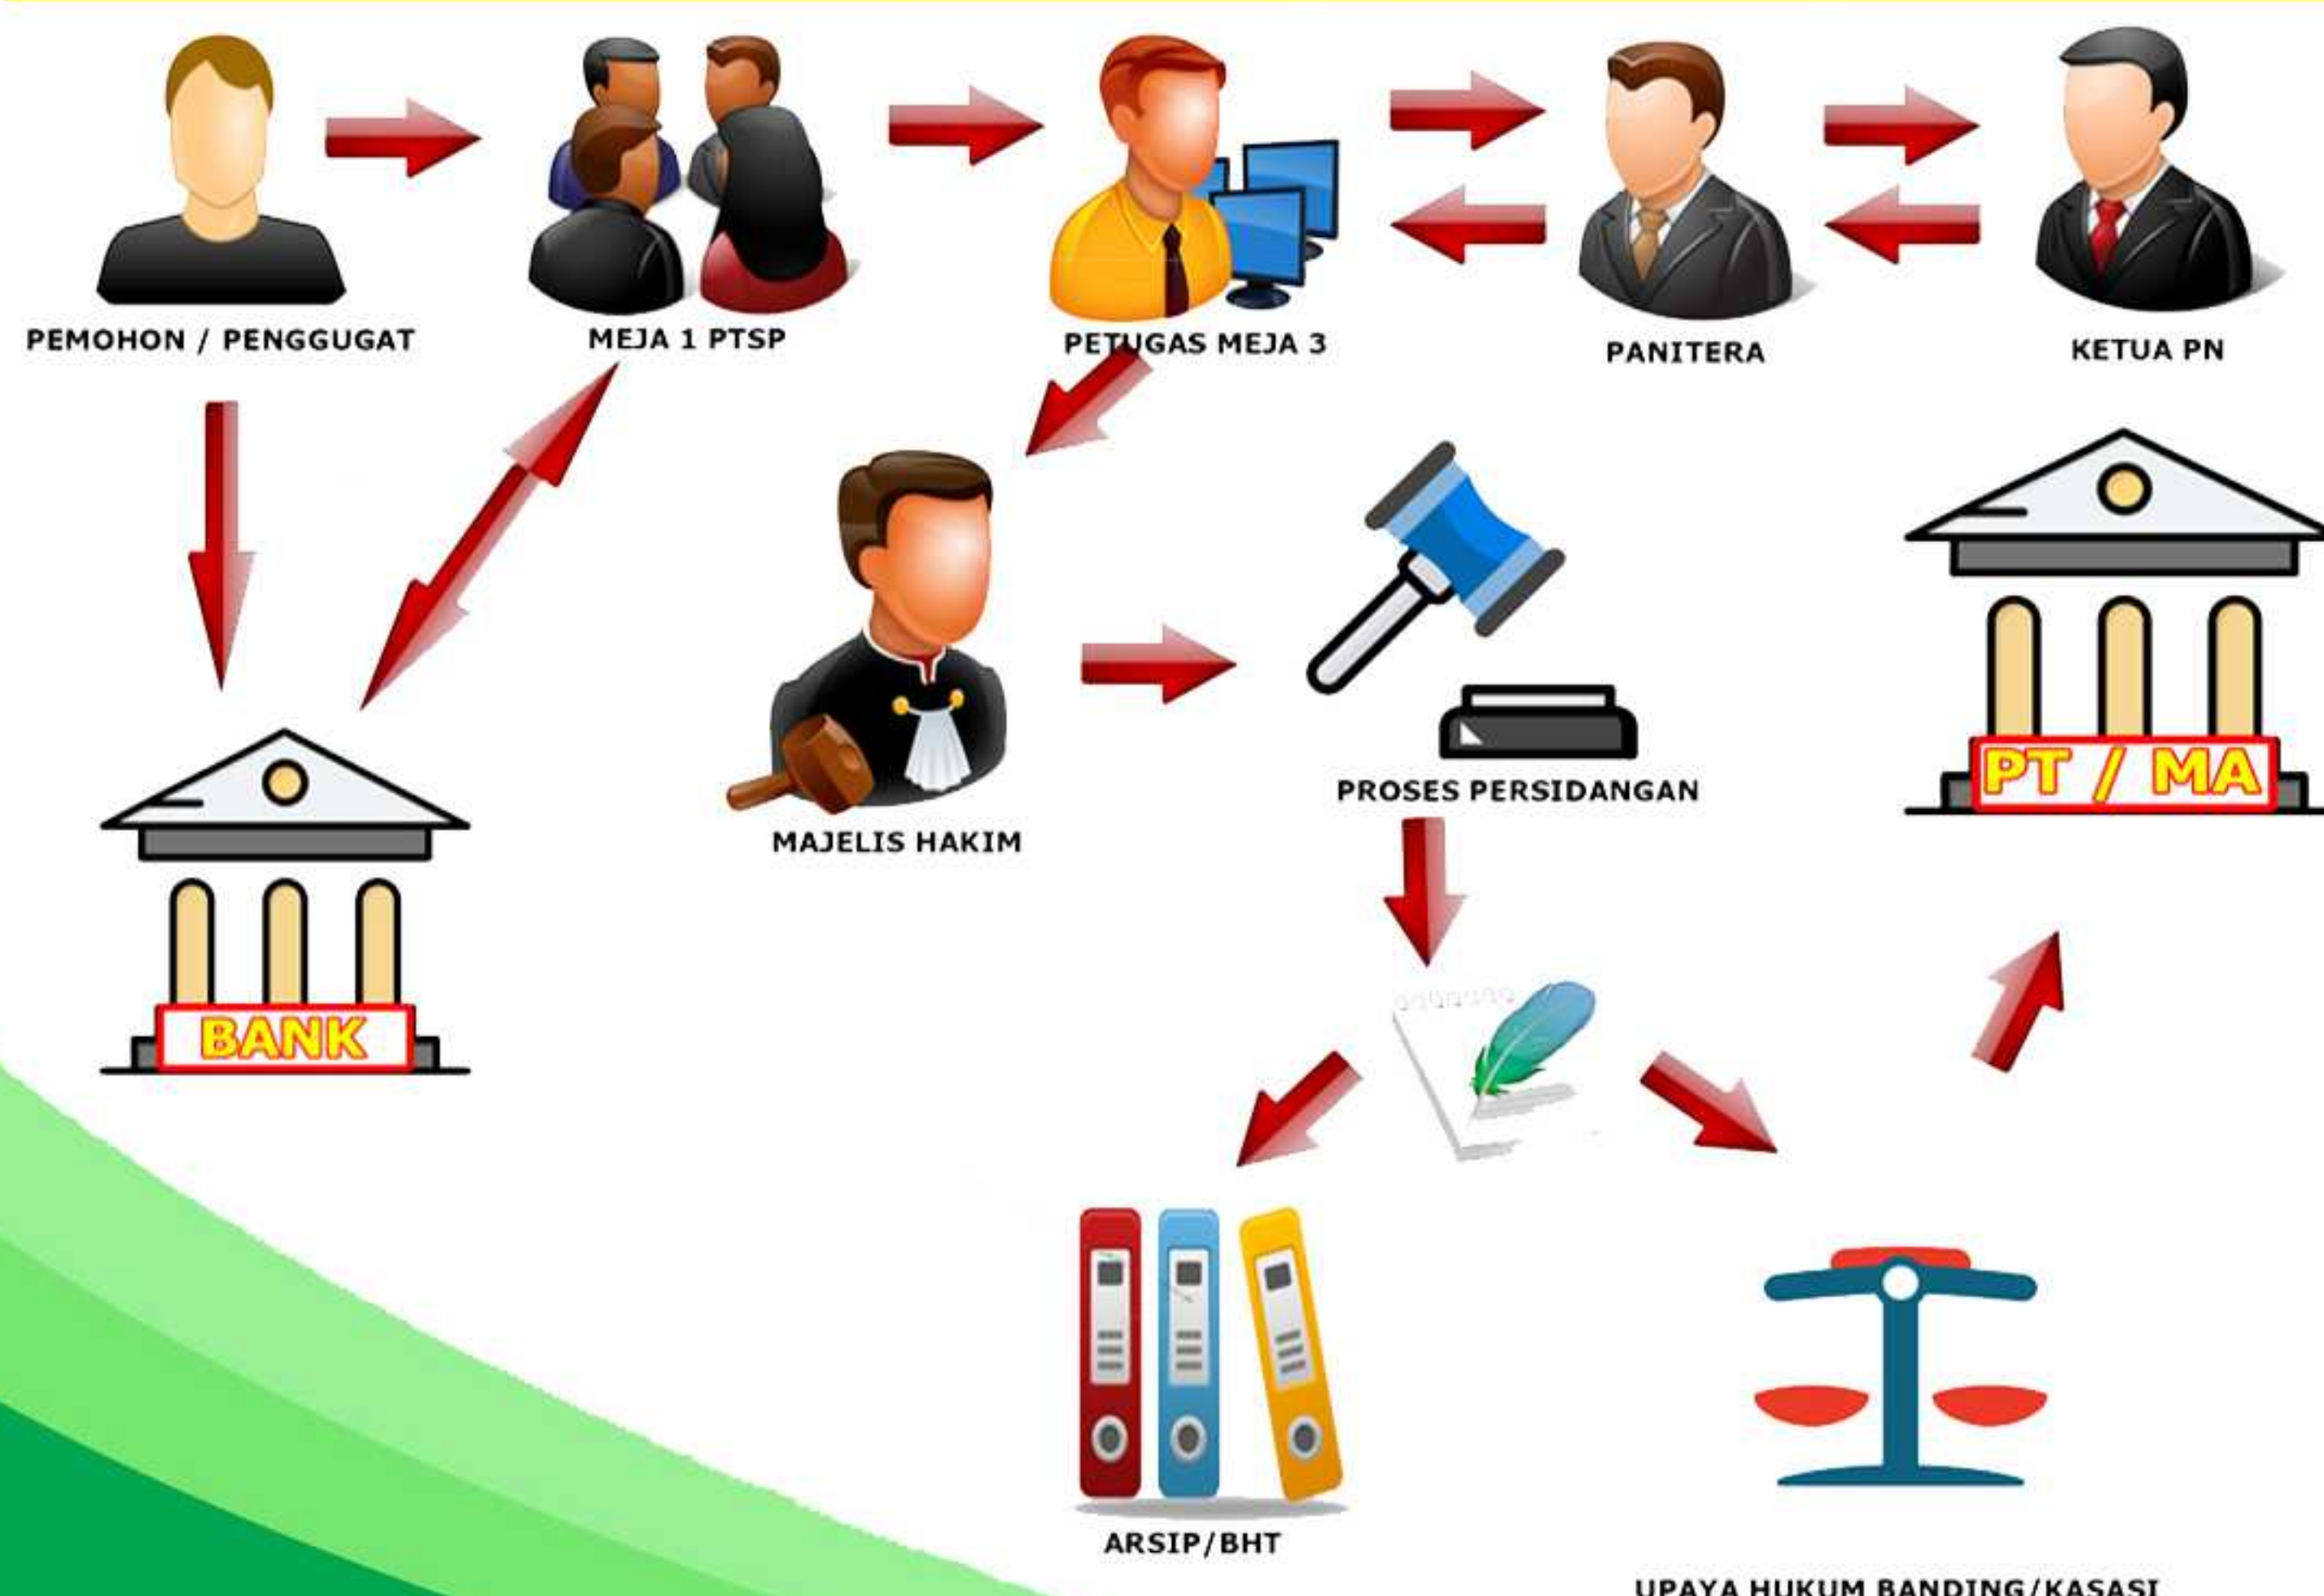 PEMOHON / PENGGUGAT
MEJA 1 PTSP
PETUGAS MEJA 3
PANITERA
KETUA PN
MAJELIS HAKIM
PROSES PERSIDANGAN
PT / MA
BANK
ARSIP/BHT
UPAYA HUKUM BANDING/KASASI